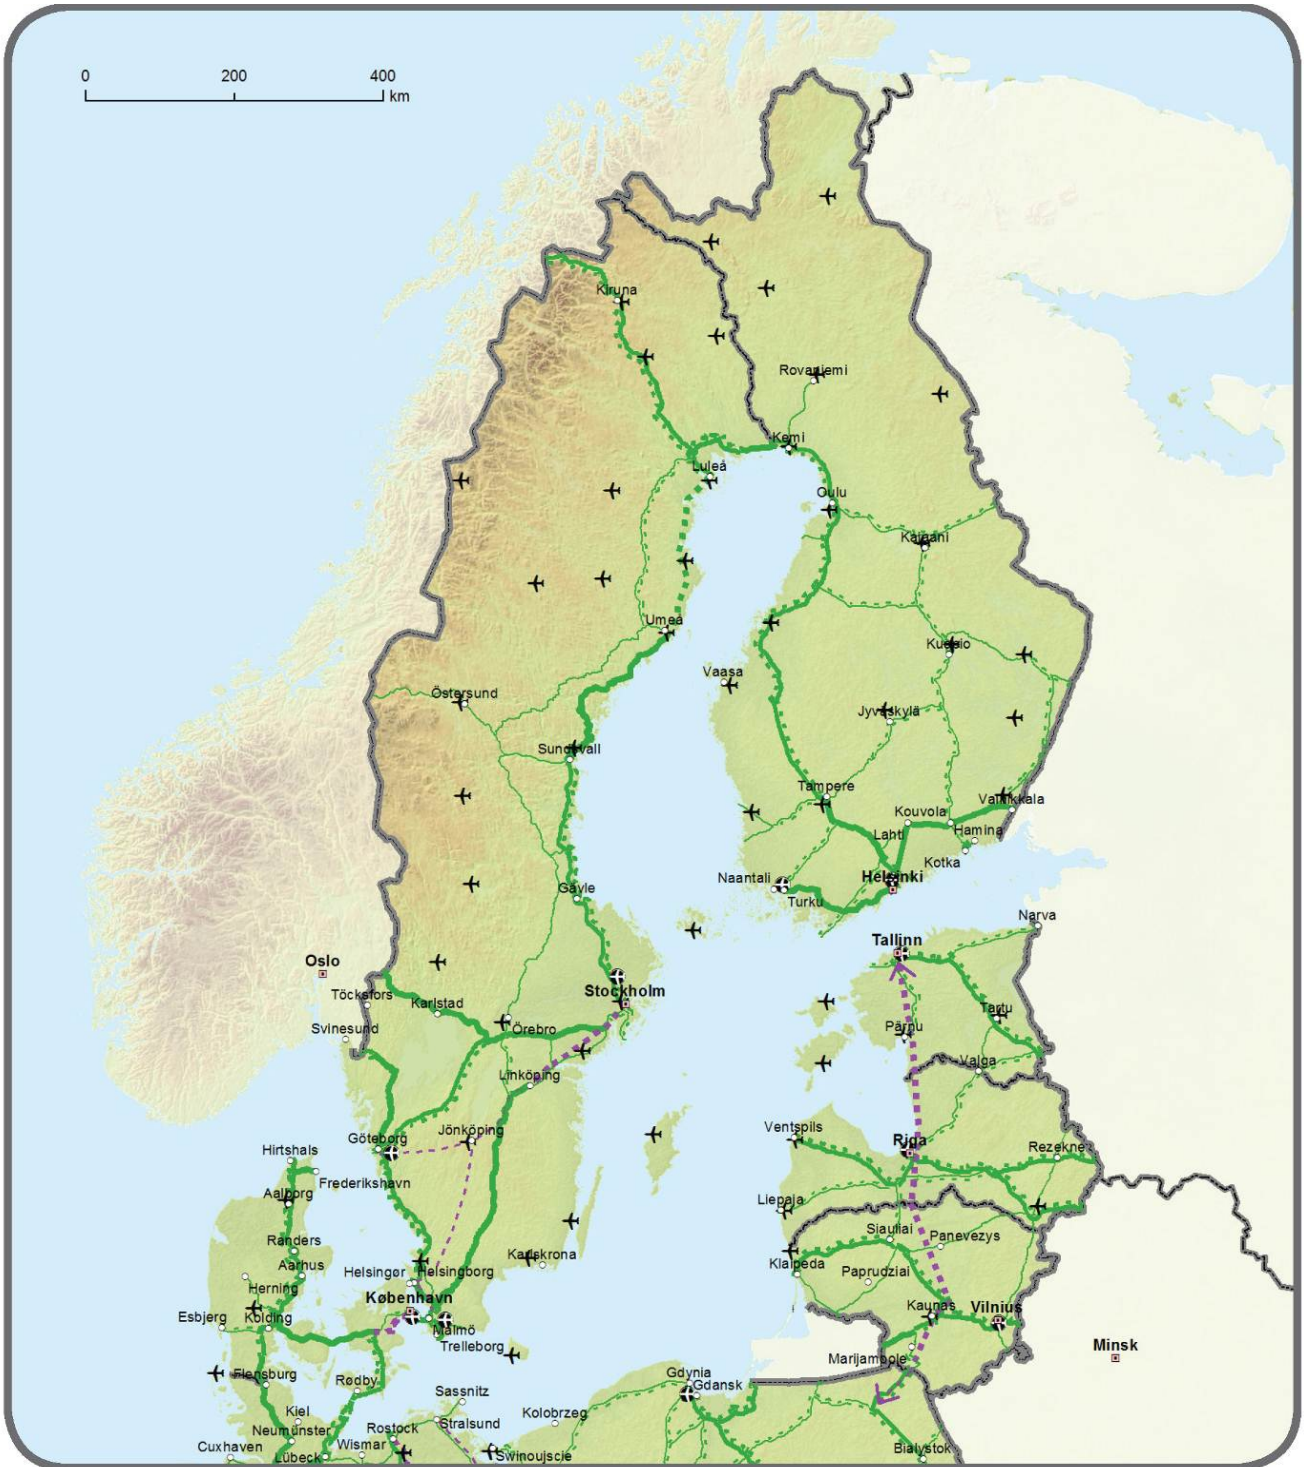 0 200 400
km
Kiruna
Rovaniemi
Kemi
Luleå
Oulu
Kajaani
Umeå
Kuopio
Vaasa
Östersund
Jyväskylä
Sundsvall
Tampere
Vainikkala
Kouvola
Hamina
Lahti
Kotka
Naantali
Helsinki
Gävle
Turku
Narva
Tallinn
Oslo
Stockholm
Töcksfors
Karlstad
Tartu
Svinesund
Örebro
Pärnu
Valga
Linköping
Ventspils
Göteborg
Jönköping
Riga
Hirtshals
Rezekne
Frederikshavn
Aalborg
Liepaja
Siauliai
Panevezys
Randers
Karlskrona
Aarhus
Helsingør
Helsingborg
Klaipeda
Paprudziai
Herning
København
Kaunas
Vilnius
Esbjerg
Kolding
Malmö
Trelleborg
Minsk
Marijampole
Flensburg
Gdynia
Gdansk
Rødby
Sassnitz
Kiel
Kolobrzeg
Stralsund
Neumünster
Rostock
Cuxhaven
Wismar
Bialystok
Lübeck
Swinoujscie